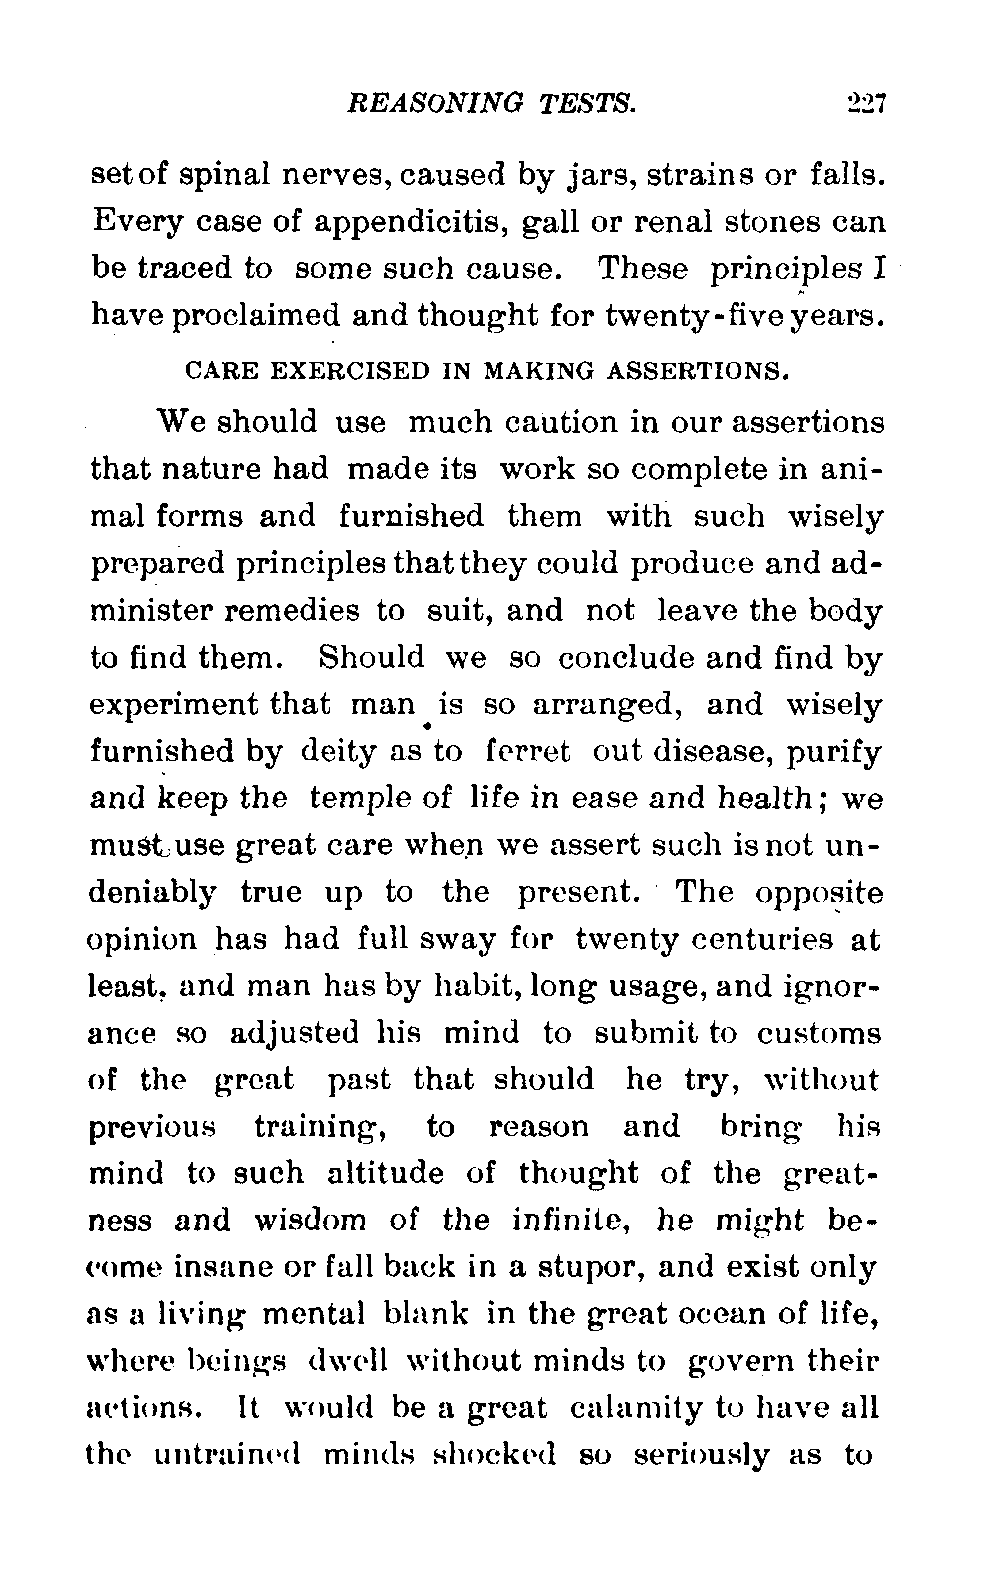 REASONING TESTS. 227
set of spinal nerves, caused by jars, strains or falls.
Every case of appendicitis, gall or renal stones can
be traced to some such cause. These principles I
have proclaimed and thought for twenty-five years.
CARE EXERCISED IN MAKING ASSERTIONS.
We should use much caution in our assertions
that nature had made its work so complete in ani-
mal forms and furnished them with such wisely
prepared principles that they could produce and ad-
minister remedies to suit, and not leave the body
to find them. Should we so conclude and find by
experiment that man is so arranged, and wisely
furnished by deity as to ferret out disease, purify
and keep the temple of life in ease and health; we
must use great care when we assert such is not un-
deniably true up to the present. The opposite
opinion has had full sway for twenty centuries at
least, and man has by habit, long usage, and ignor-
ance so adjusted his mind to submit to customs
of the great past that should he try, without
previous training, to reason and bring his
mind to such altitude of thought of the great-
ness and wisdom of the infinite, he might be-
come insane or fall back in a stupor, and exist only
as a living mental blank in the great ocean of life,
where beings dwell without minds to govern their
actions. It would be a great calamity to have all
the untrained minds shocked so seriously as to